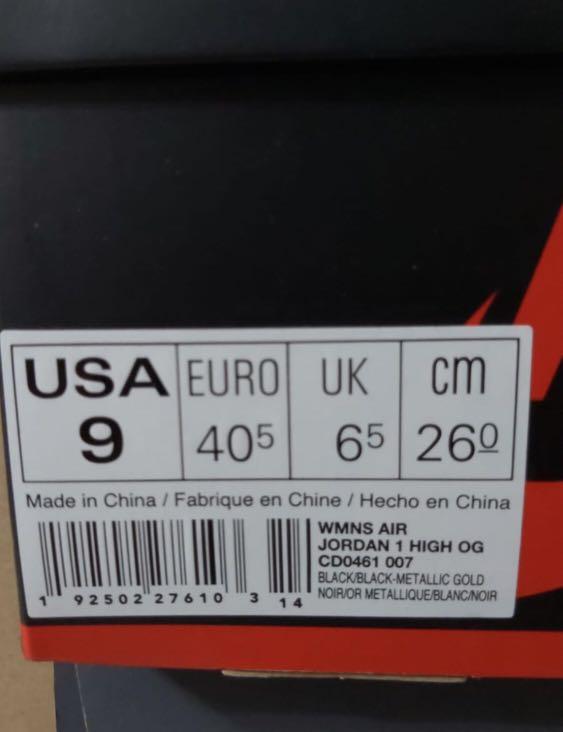 USA EURO UK cm
9 40⁵ 6⁵ 26⁰
Made in China / Fabrique en Chine / Hecho en China
WMNS AIR
JORDAN 1 HIGH OG
CD0461 007
BLACK/BLACK-METALLIC GOLD
NOIR/OR METALLIQUE/BLANC/NOIR
1 92502 27610 3 14